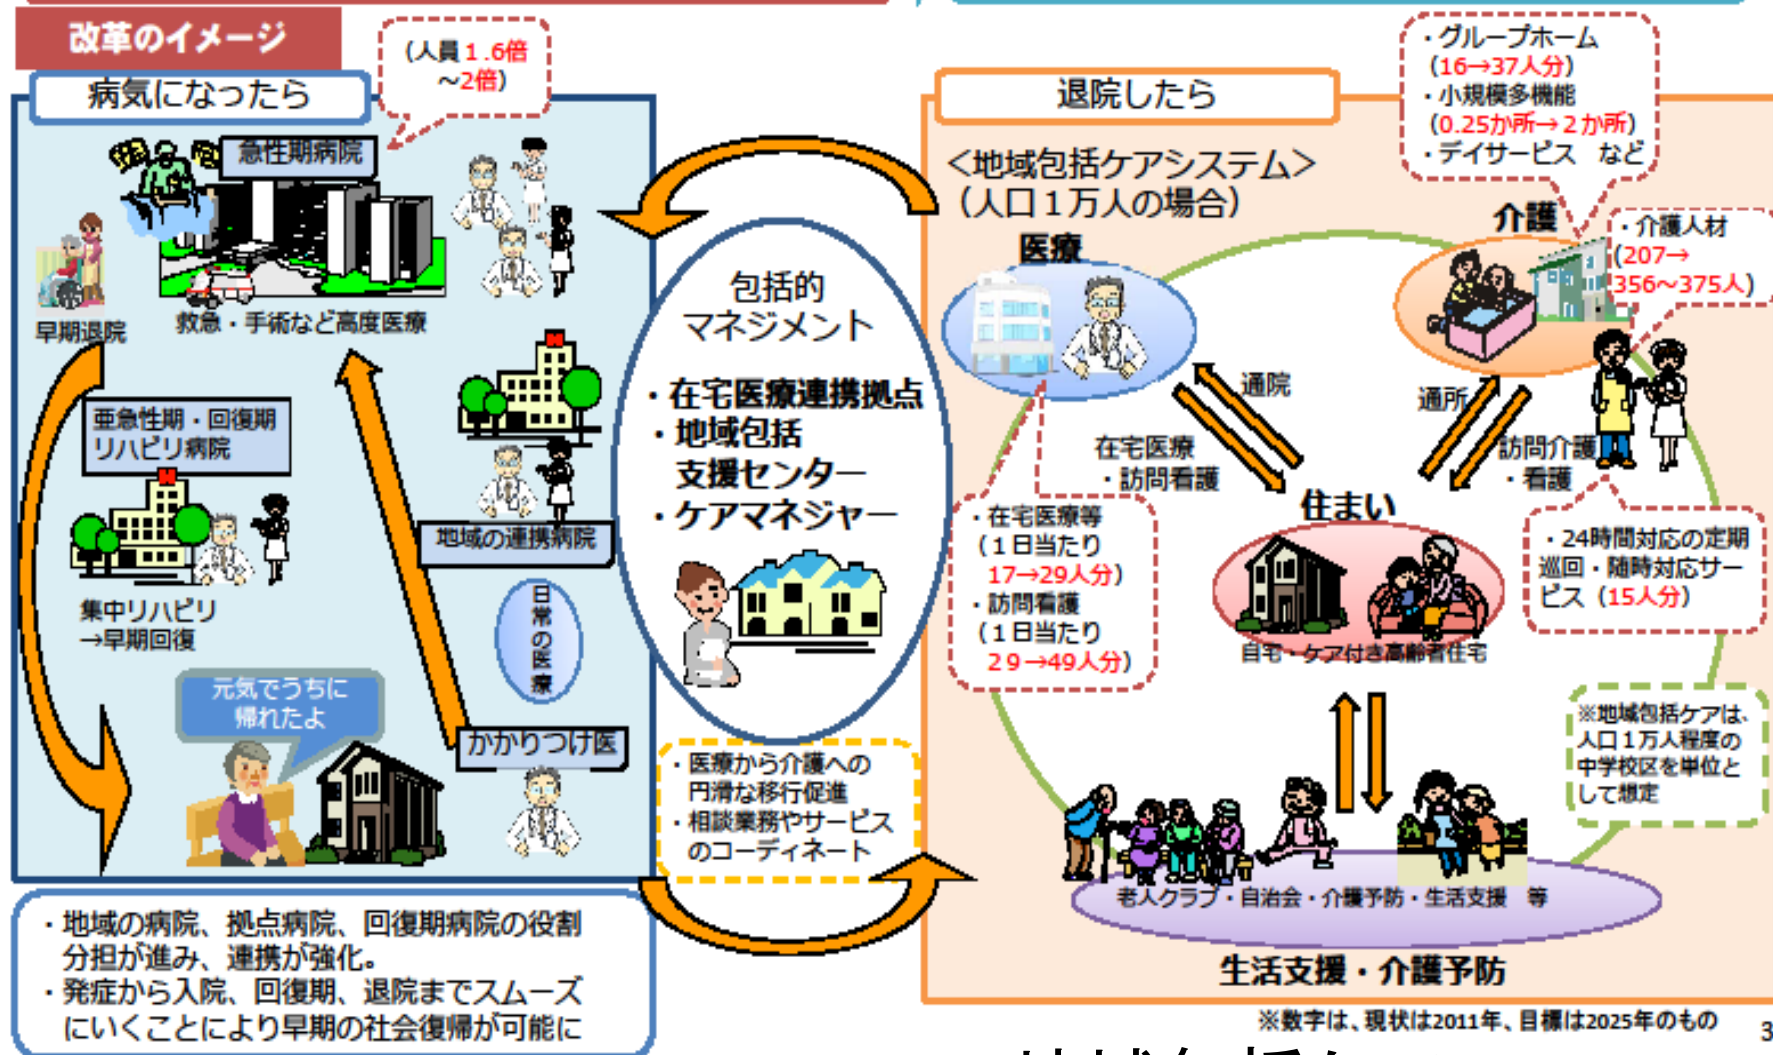 改革のイメージ
(人員1.6倍
～2倍)
病気になったら
急性期病院
早期退院
救急・手術など高度医療
亜急性期・回復期
リハビリ病院
集中リハビリ
→早期回復
地域の連携病院
日常の医療
元気でうちに
帰れたよ
かかりつけ医
・地域の病院、拠点病院、回復期病院の役割
分担が進み、連携が強化。
・発症から入院、回復期、退院までスムーズ
にいくことにより早期の社会復帰が可能に
包括的
マネジメント
・在宅医療連携拠点
・地域包括
支援センター
・ケアマネジャー
・医療から介護への
円滑な移行促進
・相談業務やサービス
のコーディネート
退院したら
＜地域包括ケアシステム＞
(人口１万人の場合)
・グループホーム
(16→37人分)
・小規模多機能
(0.25か所→２か所)
・デイサービス　など
医療
介護
・介護人材
(207→
356～375人)
通院
在宅医療
・訪問看護
通所
訪問介護
・看護
・在宅医療等
(１日当たり
17→29人分)
・訪問看護
(１日当たり
２９→49人分)
住まい
自宅・ケア付き高齢者住宅
・24時間対応の定期
巡回・随時対応サー
ビス（15人分）
※地域包括ケアは、
人口１万人程度の
中学校区を単位と
して想定
老人クラブ・自治会・介護予防・生活支援　等
生活支援・介護予防
※数字は、現状は2011年、目標は2025年のもの
3